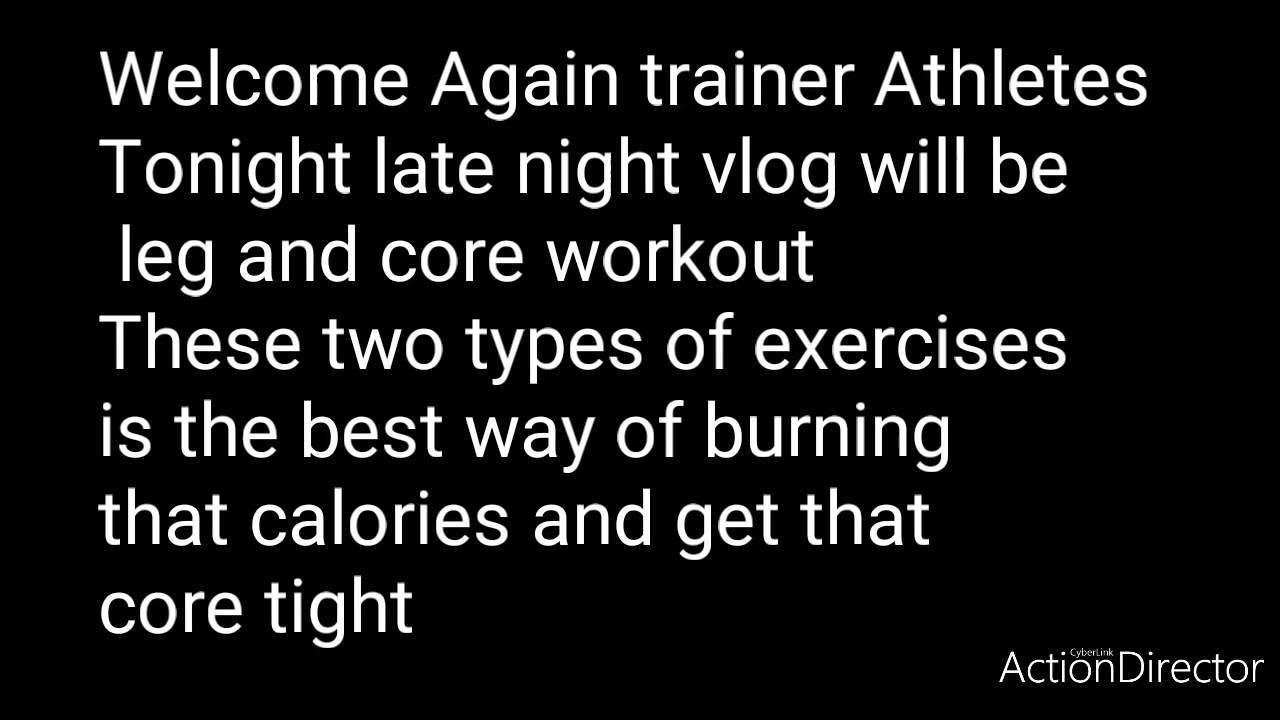 Welcome Again trainer Athletes
Tonight late night vlog will be
leg and core workout
These two types of exercises
is the best way of burning
that calories and get that
core tight
CyberLink
ActionDirector